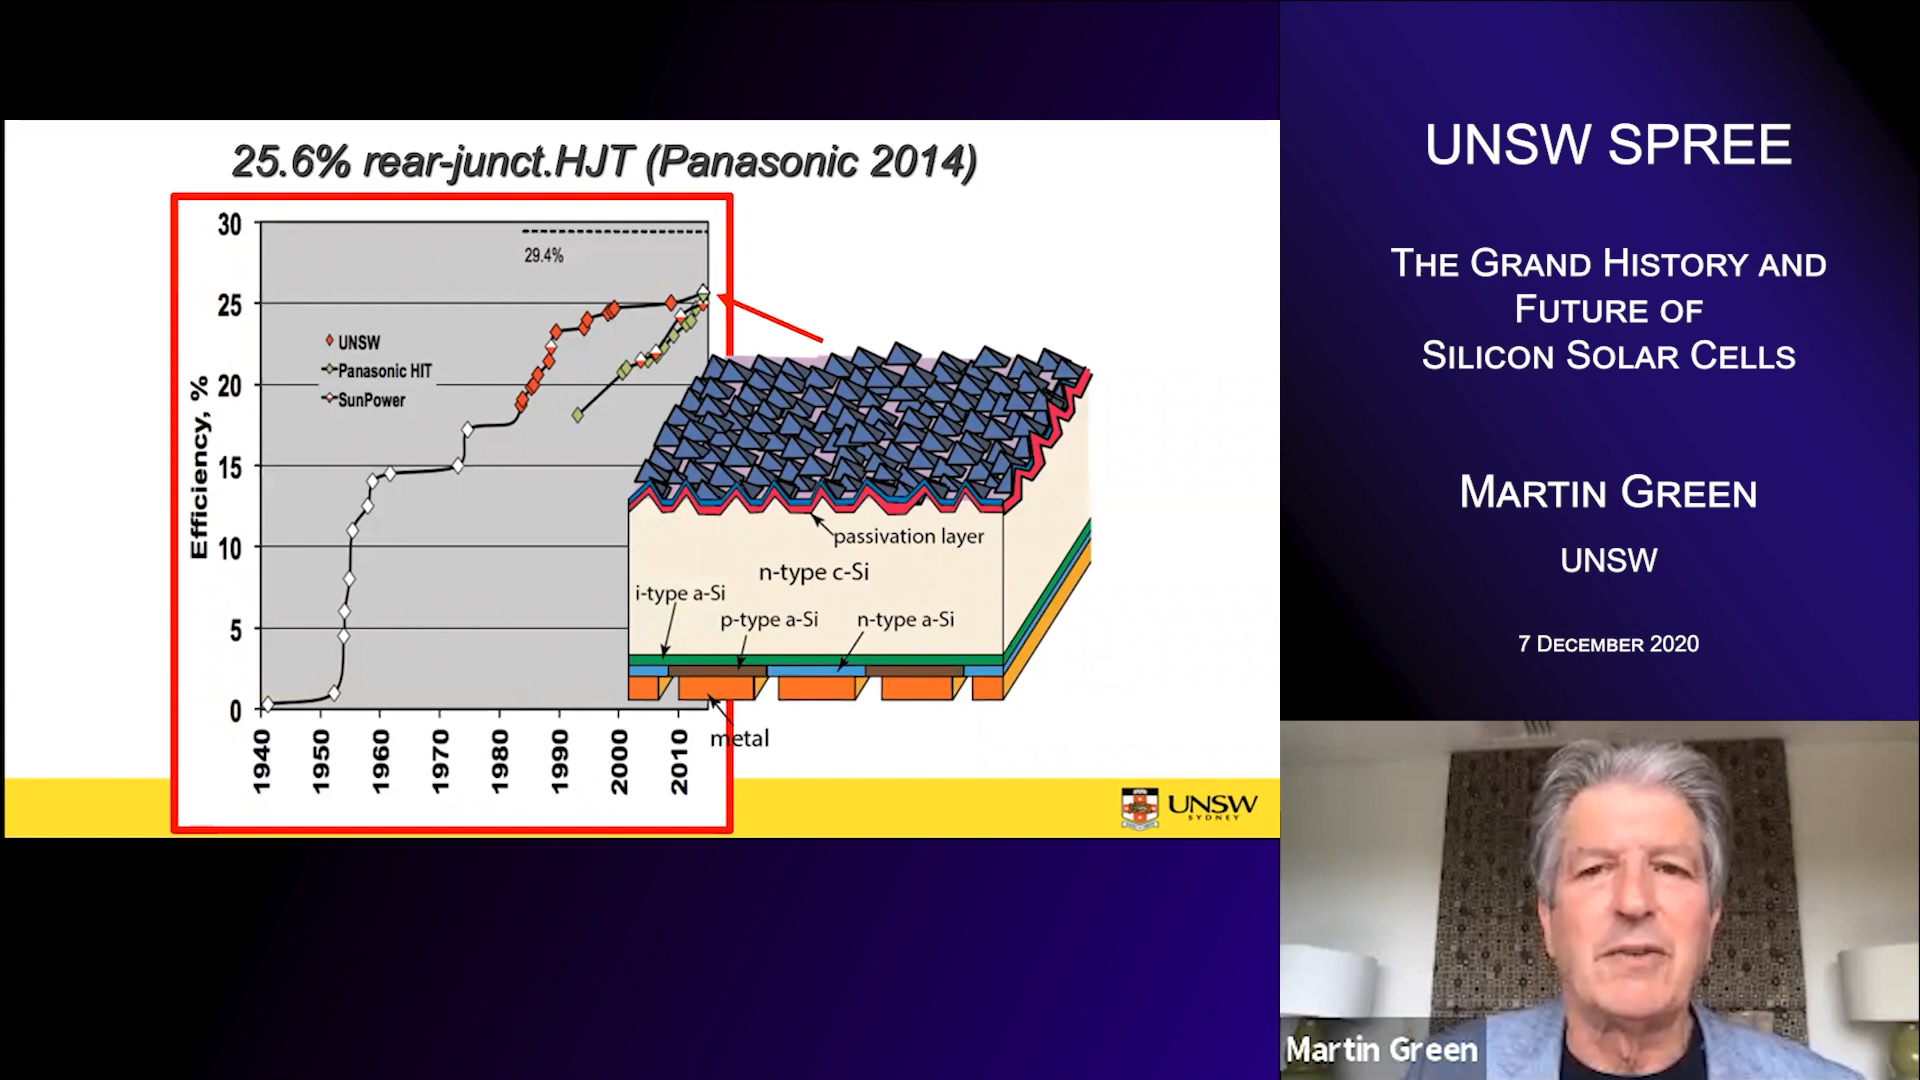 25.6% rear-junct.HJT (Panasonic 2014)
Efficiency, %
30
25
20
15
10
5
0
29.4%
UNSW
Panasonic HIT
SunPower
1940
1950
1960
1970
1980
1990
2000
2010
passivation layer
n-type c-Si
i-type a-Si
p-type a-Si
n-type a-Si
metal
UNSW
SYDNEY
UNSW SPREE
The Grand History and
Future of
Silicon Solar Cells
Martin Green
UNSW
7 December 2020
Martin Green